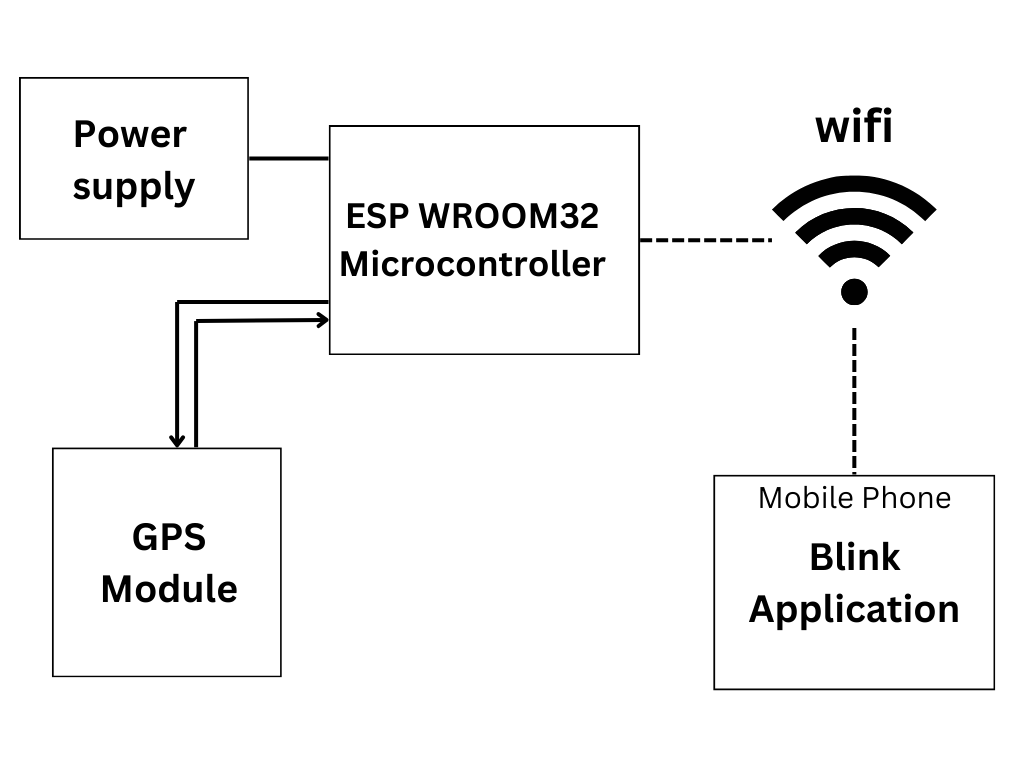 Power
supply
ESP WROOM32
Microcontroller
wifi
GPS
Module
Mobile Phone
Blink
Application